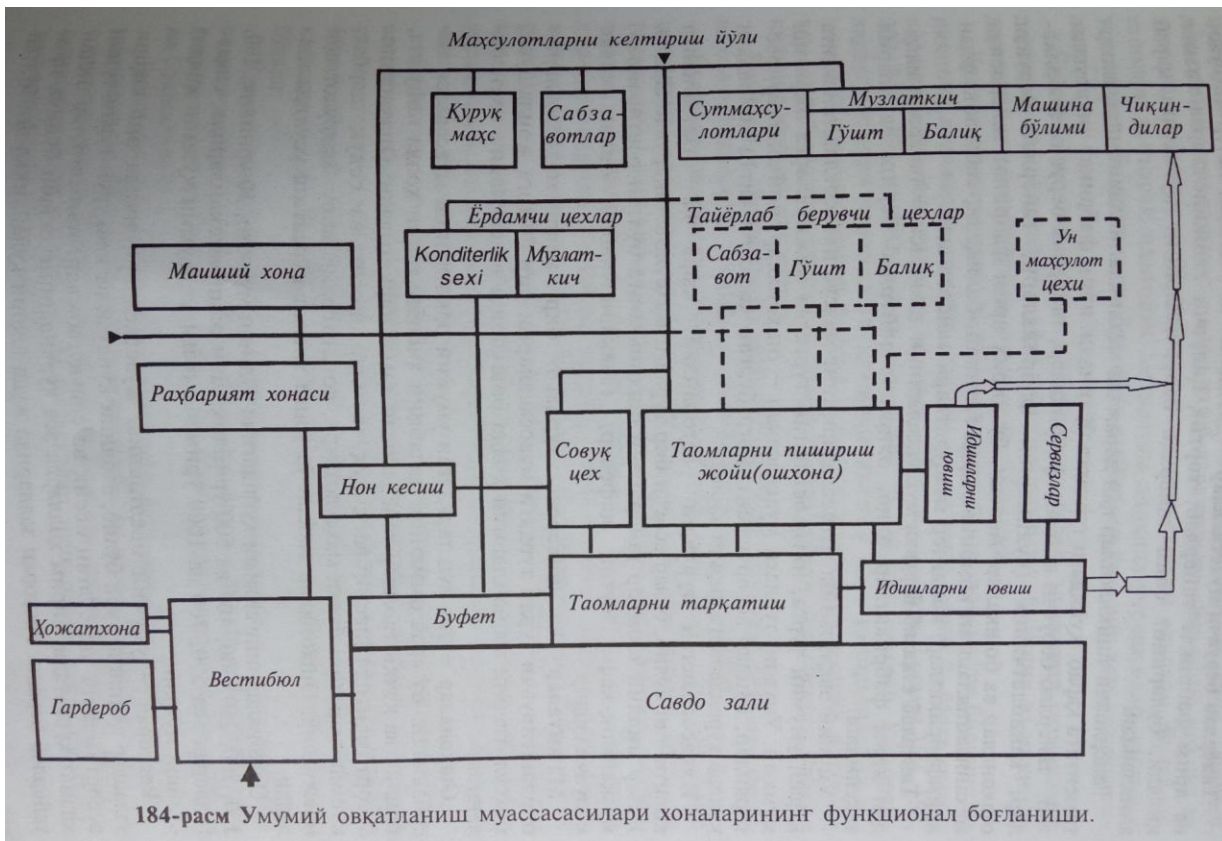 Маҳсулотларни келтириш йўли
Қуруқ
маҳс
Сабза-
вотлар
Сутмаҳсу-
лотлари
Музлаткич
Гўшт
Балиқ
Машина
бўлими
Чиқин-
дилар
Ёрдамчи цехлар
Тайёрлаб берувчи цехлар
Konditerlik
sexi
Музлат-
кич
Сабза-
вот
Гўшт
Балиқ
Ун
маҳсулот
цехи
Маиший хона
Раҳбарият хонаси
Нон кесиш
Совуқ
цех
Таомларни пишириш
жойи(ошхона)
Идишларни
ювиш
Сервизлар
Буфет
Таомларни тарқатиш
Идишларни ювиш
Ҳожатхона
Гардероб
Вестибюл
Савдо зали
184-расм Умумий овқатланиш муассасасилари хоналарининг функционал боғланиши.